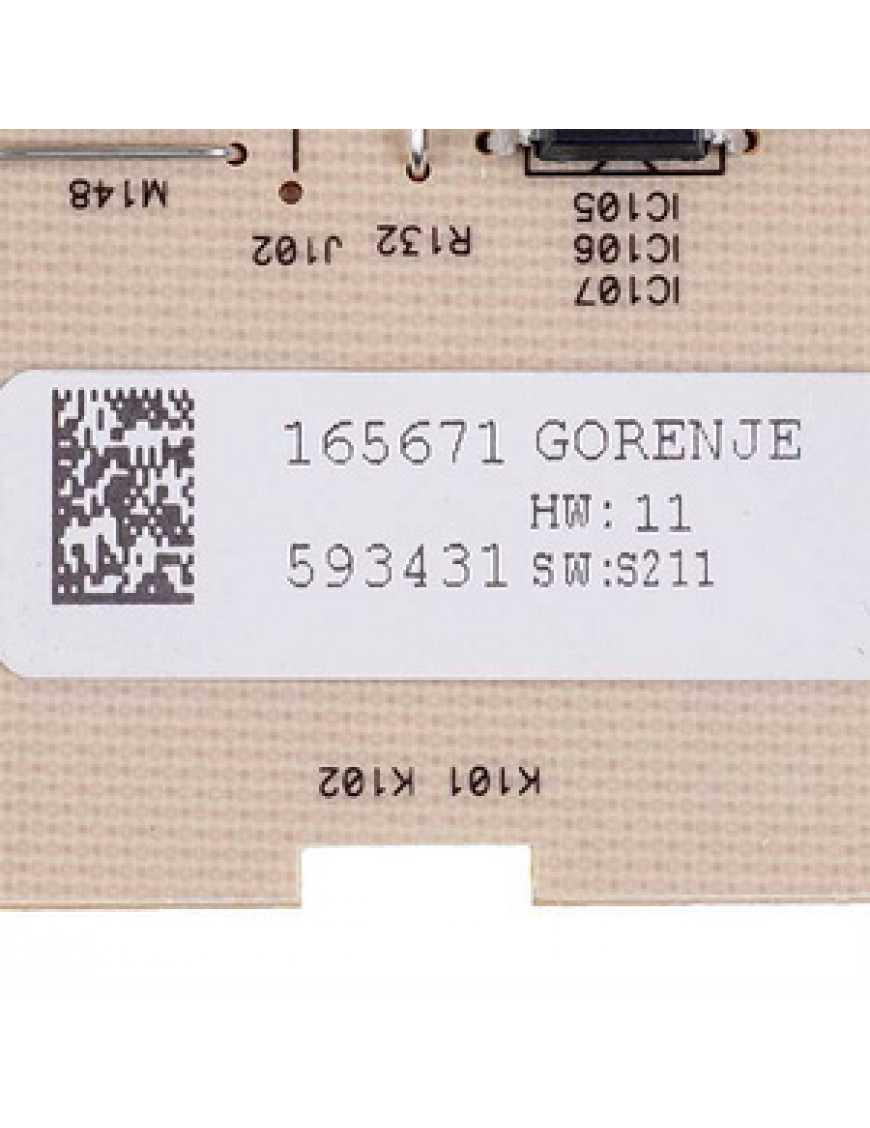 M148
J102 R132
IC105
IC106
IC107
165671 GORENJE
HW: 11
593431 SW:S211
K101 K102